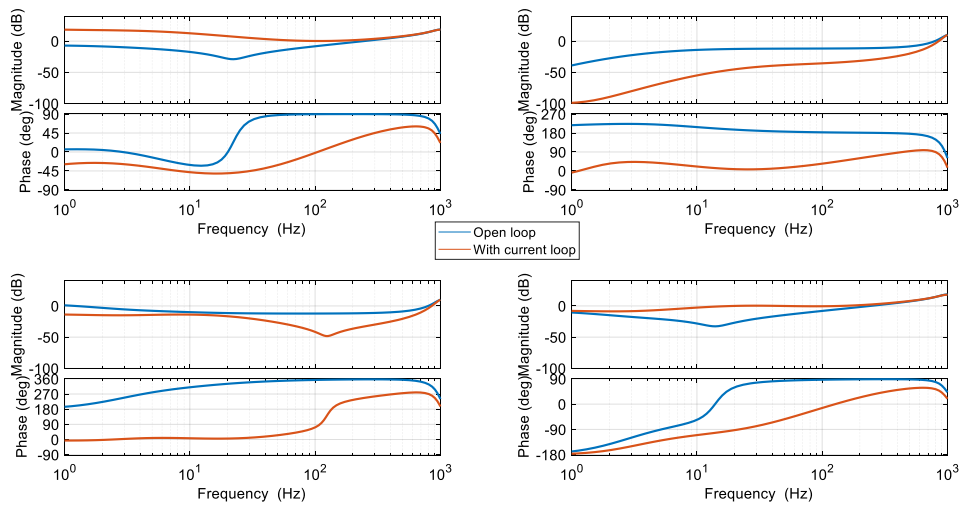 Magnitude (dB)
0
-50
-100
Phase (deg)
90
45
0
-45
-90
10^0 10^1 10^2 10^3
Frequency (Hz)
Magnitude (dB)
0
-50
-100
Phase (deg)
270
180
90
0
-90
10^0 10^1 10^2 10^3
Frequency (Hz)
Open loop
With current loop
Magnitude (dB)
0
-50
-100
Phase (deg)
360
270
180
90
0
-90
10^0 10^1 10^2 10^3
Frequency (Hz)
Magnitude (dB)
0
-50
-100
Phase (deg)
90
0
-90
-180
10^0 10^1 10^2 10^3
Frequency (Hz)